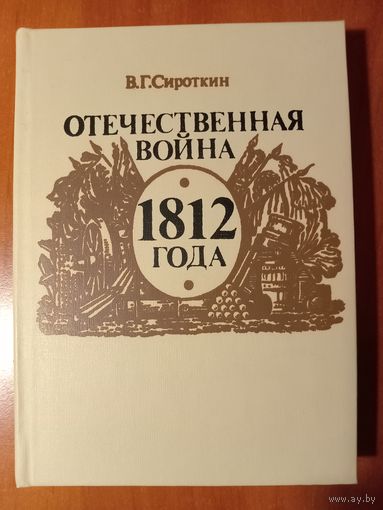 В.Г.Сироткин
ОТЕЧЕСТВЕННАЯ
ВОЙНА
1812
ГОДА
www.ay.by